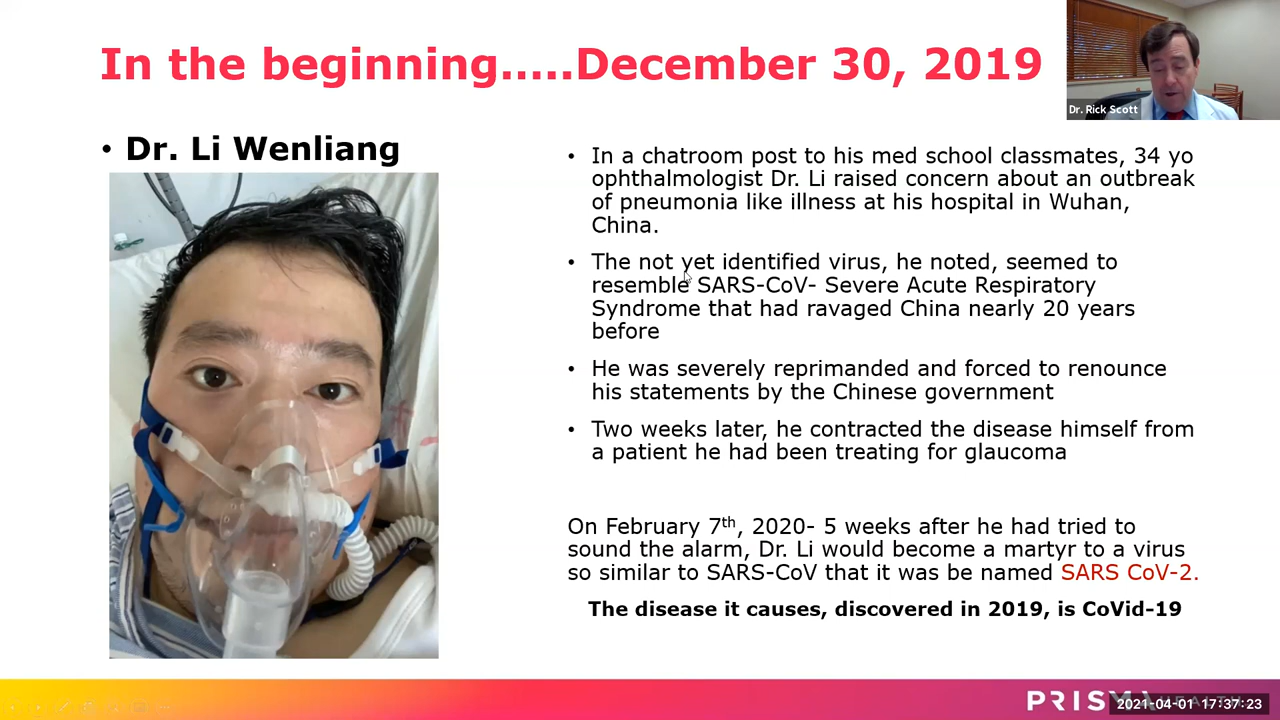 In the beginning.....December 30, 2019
Dr. Rick Scott
• Dr. Li Wenliang
• In a chatroom post to his med school classmates, 34 yo
ophthalmologist Dr. Li raised concern about an outbreak
of pneumonia like illness at his hospital in Wuhan,
China.
• The not yet identified virus, he noted, seemed to
resemble SARS-CoV- Severe Acute Respiratory
Syndrome that had ravaged China nearly 20 years
before
• He was severely reprimanded and forced to renounce
his statements by the Chinese government
• Two weeks later, he contracted the disease himself from
a patient he had been treating for glaucoma
On February 7th, 2020- 5 weeks after he had tried to
sound the alarm, Dr. Li would become a martyr to a virus
so similar to SARS-CoV that it was be named SARS CoV-2.
The disease it causes, discovered in 2019, is CoVid-19
PRISMA HEALTH
2021-04-01 17:37:23